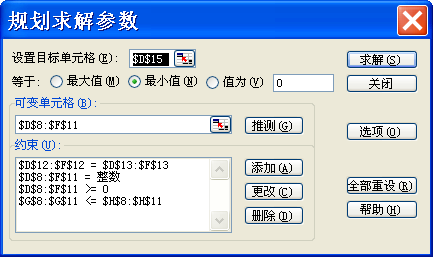 规划求解参数
设置目标单元格(E): $D$15 求解(S)
等于: 最大值(M) 最小值(N) 值为(V) 0 关闭
可变单元格(B):
$D$8:$F$11 推测(G) 选项(O)
约束(U):
$D$12:$F$12 = $D$13:$F$13 添加(A)
$D$8:$F$11 = 整数
$D$8:$F$11 >= 0 更改(C) 全部重设(R)
$G$8:$G$11 <= $H$8:$H$11
删除(D) 帮助(H)